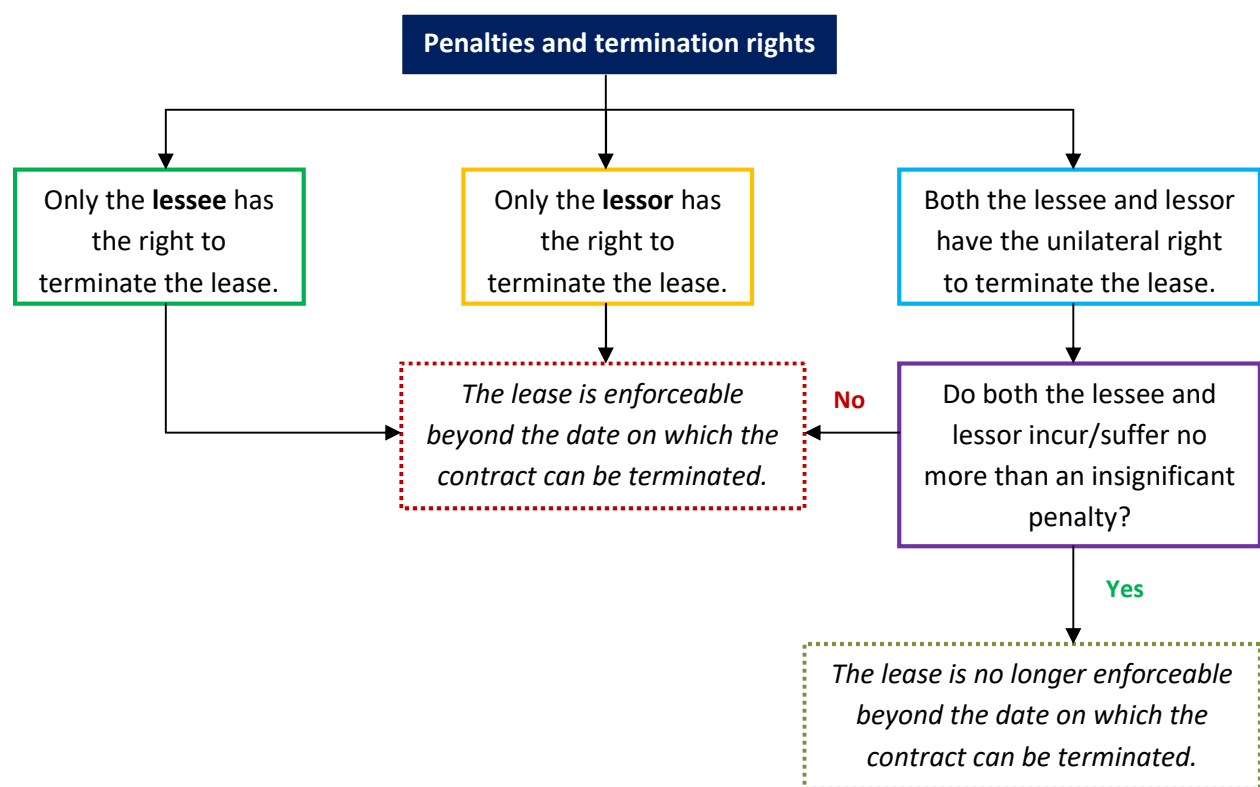 Penalties and termination rights
Only the lessee has
the right to
terminate the lease.
Only the lessor has
the right to
terminate the lease.
Both the lessee and lessor
have the unilateral right
to terminate the lease.
The lease is enforceable
beyond the date on which the
contract can be terminated.
No
Do both the lessee and
lessor incur/suffer no
more than an insignificant
penalty?
Yes
The lease is no longer enforceable
beyond the date on which the
contract can be terminated.